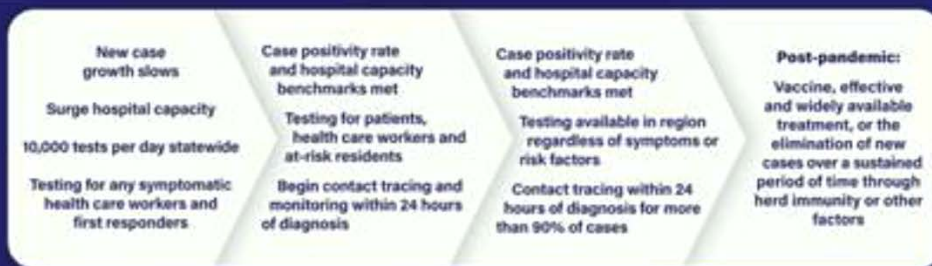 New case
growth slows
Surge hospital capacity
10,000 tests per day statewide
Testing for any symptomatic
health care workers and
first responders
Case positivity rate
and hospital capacity
benchmarks met
Testing for patients,
health care workers and
at-risk residents
Begin contact tracing and
monitoring within 24 hours
of diagnosis
Case positivity rate
and hospital capacity
benchmarks met
Testing available in region
regardless of symptoms or
risk factors
Contact tracing within 24
hours of diagnosis for more
than 90% of cases
Post-pandemic:
Vaccine, effective
and widely available
treatment, or the
elimination of new
cases over a sustained
period of time through
herd immunity or other
factors